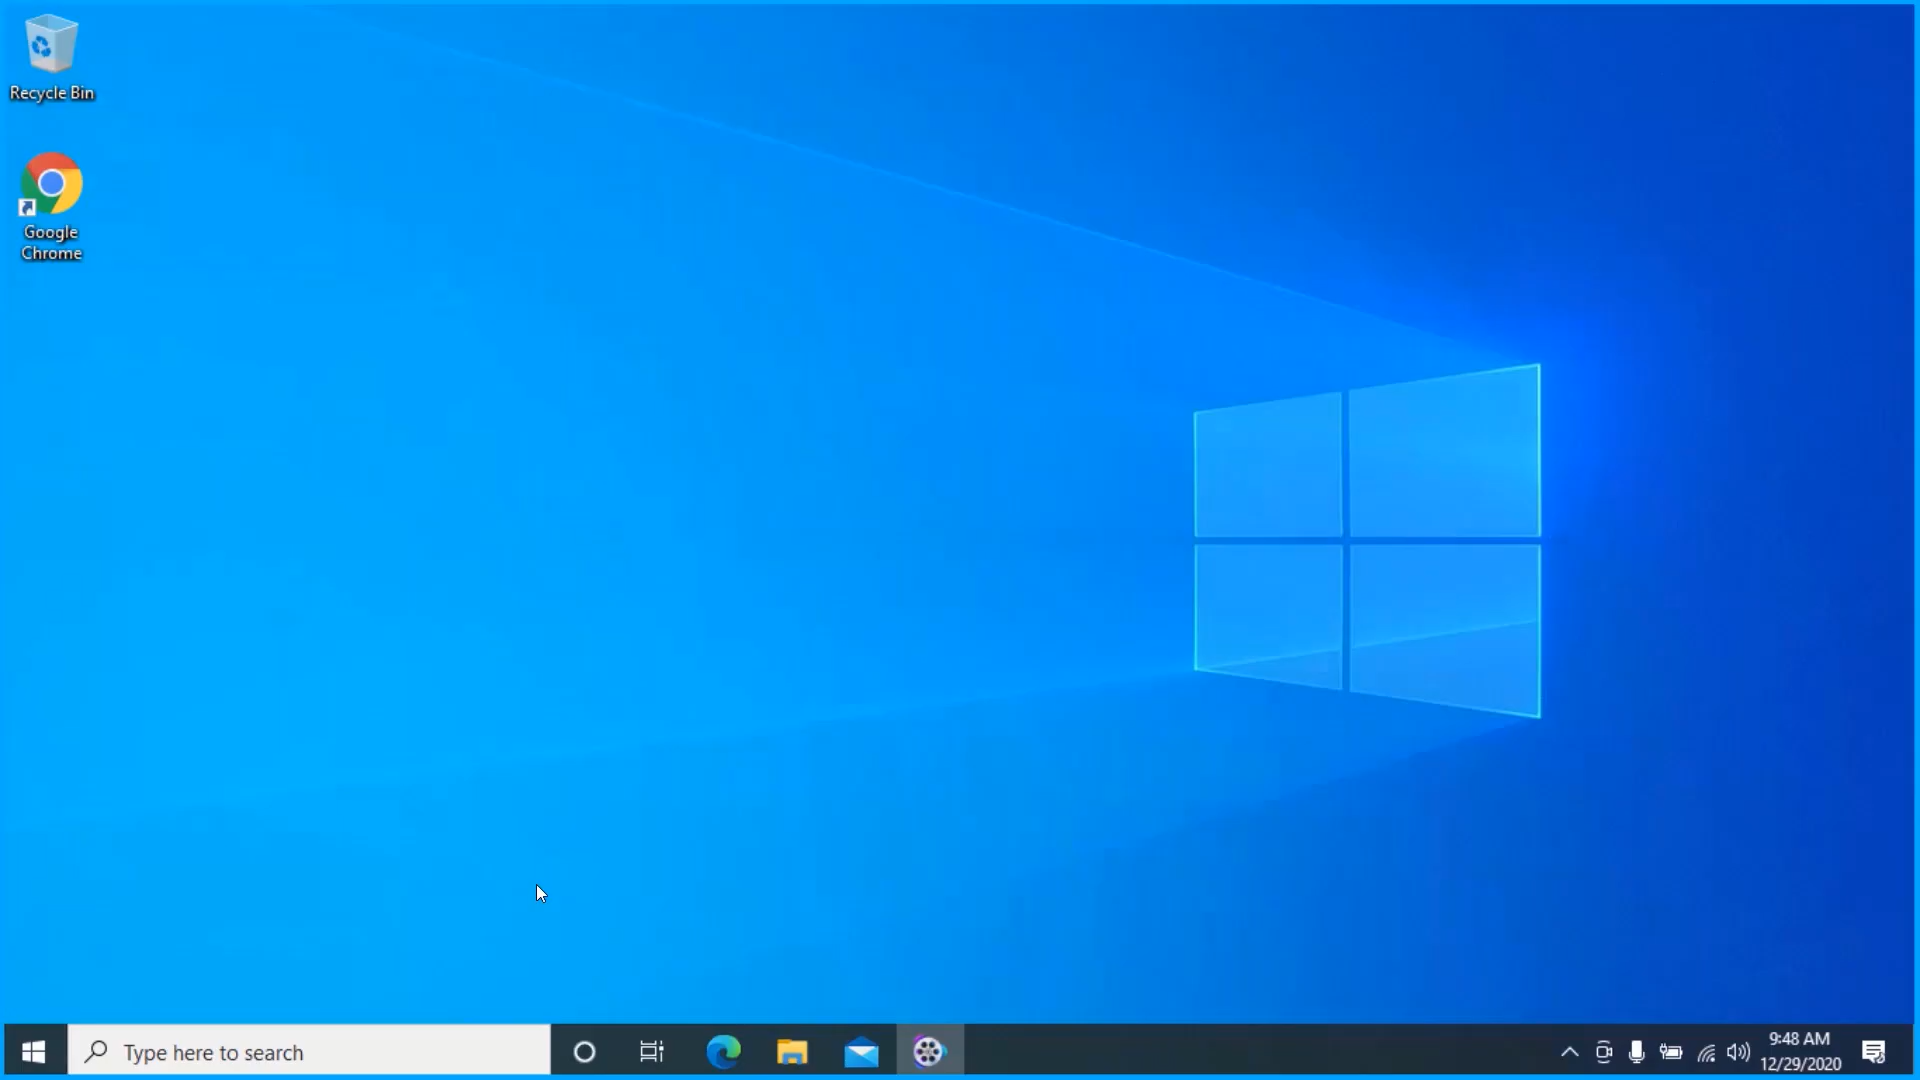 Recycle Bin
Google
Chrome
Type here to search
9:48 AM
12/29/2020